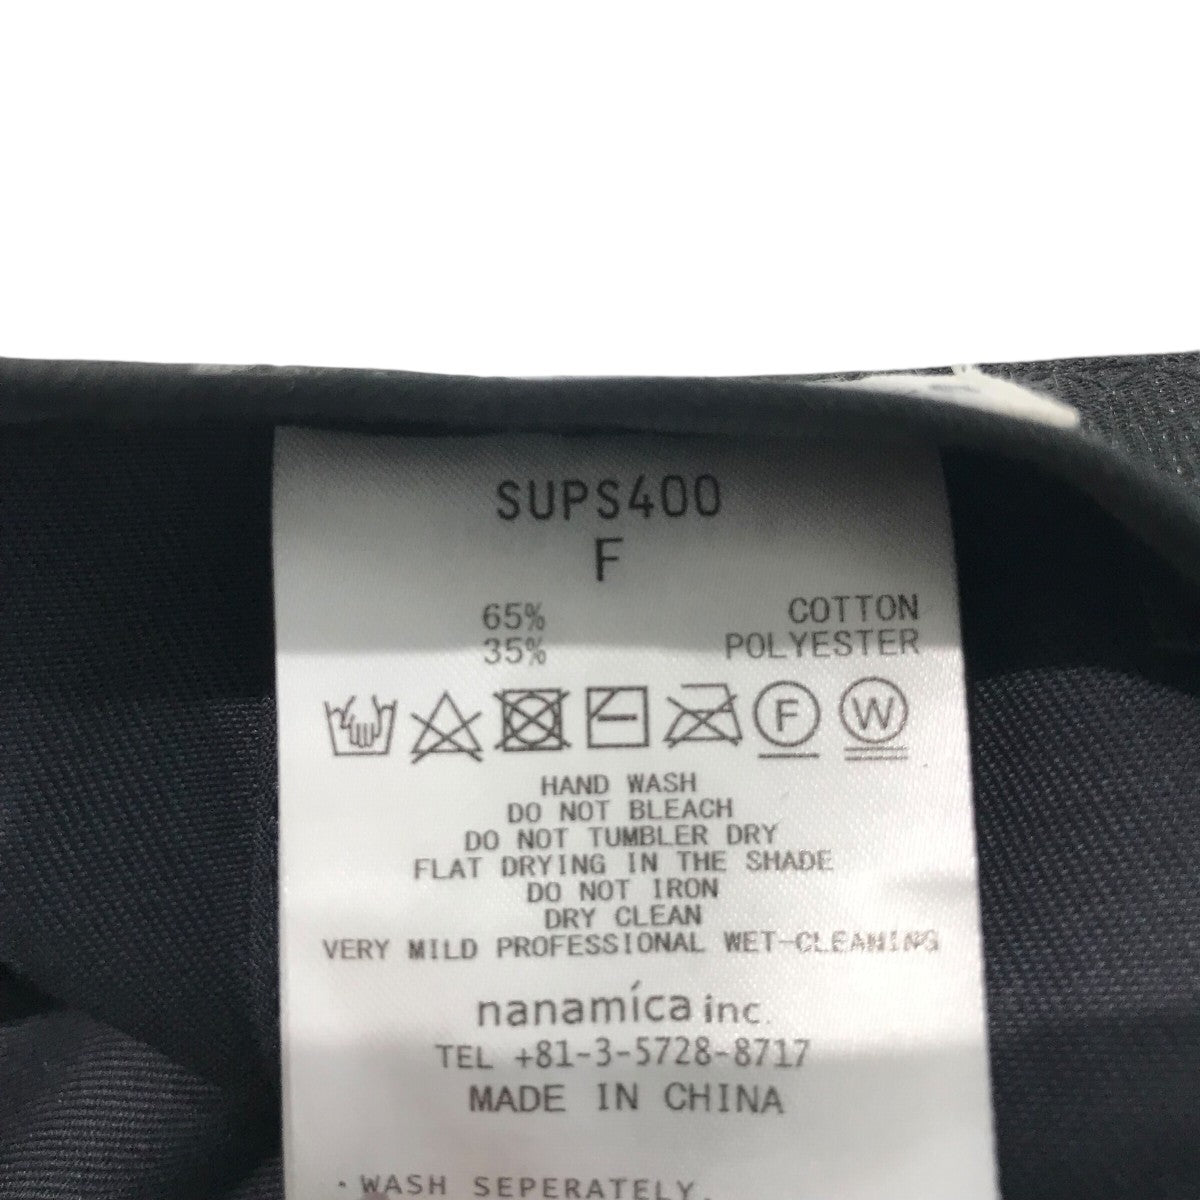 SUPS400
F
65% COTTON
35% POLYESTER
F W
HAND WASH
DO NOT BLEACH
DO NOT TUMBLER DRY
FLAT DRYING IN THE SHADE
DO NOT IRON
DRY CLEAN
VERY MILD PROFESSIONAL WET-CLEANING
nanamíca inc.
TEL +81-3-5728-8717
MADE IN CHINA
・WASH SEPERATELY.